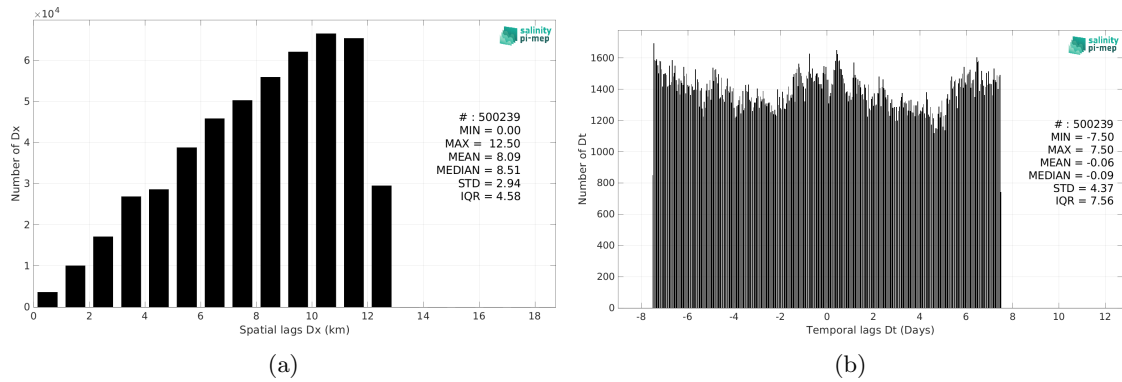 ×10⁴
salinity
pi-mep
6
5
4
3
2
1
0
Number of Dx
# : 500239
MIN = 0.00
MAX = 12.50
MEAN = 8.09
MEDIAN = 8.51
STD = 2.94
IQR = 4.58
0 2 4 6 8 10 12 14 16 18
Spatial lags Dx (km)
(a)
salinity
pi-mep
1600
1400
1200
1000
800
600
400
200
0
Number of Dt
# : 500239
MIN = -7.50
MAX = 7.50
MEAN = -0.06
MEDIAN = -0.09
STD = 4.37
IQR = 7.56
-8 -6 -4 -2 0 2 4 6 8 10 12
Temporal lags Dt (Days)
(b)